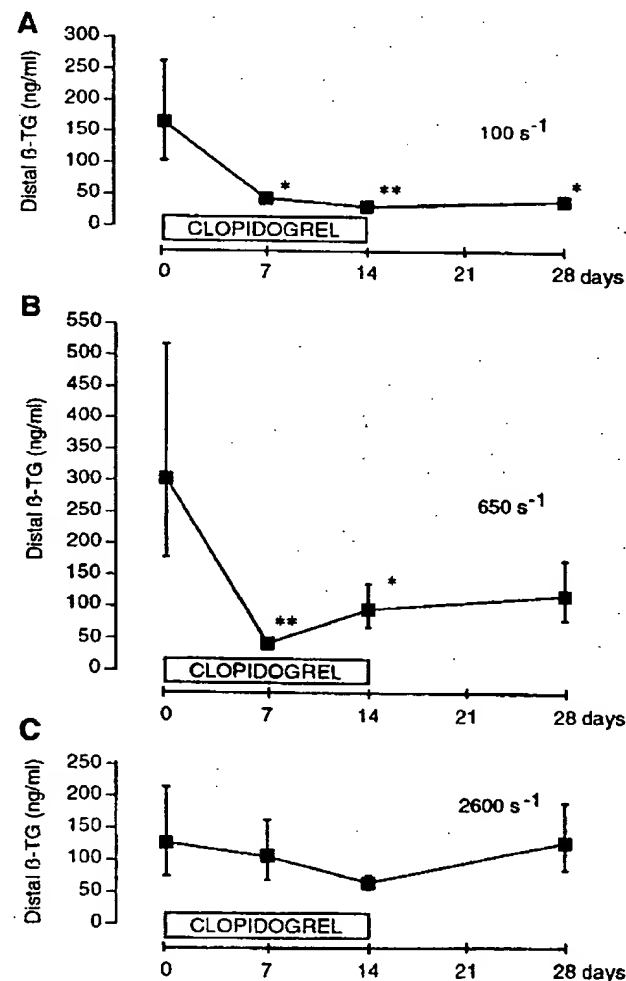 A
Distal ß-TG (ng/ml)
300
250
200
150
100
50
0
100 s-1
*
**
*
CLOPIDOGREL
0 7 14 21 28 days
B
Distal ß-TG (ng/ml)
550
500
450
400
350
300
250
200
150
100
50
0
650 s-1
**
*
CLOPIDOGREL
0 7 14 21 28 days
C
Distal ß-TG (ng/ml)
250
200
150
100
50
0
2600 s-1
CLOPIDOGREL
0 7 14 21 28 days